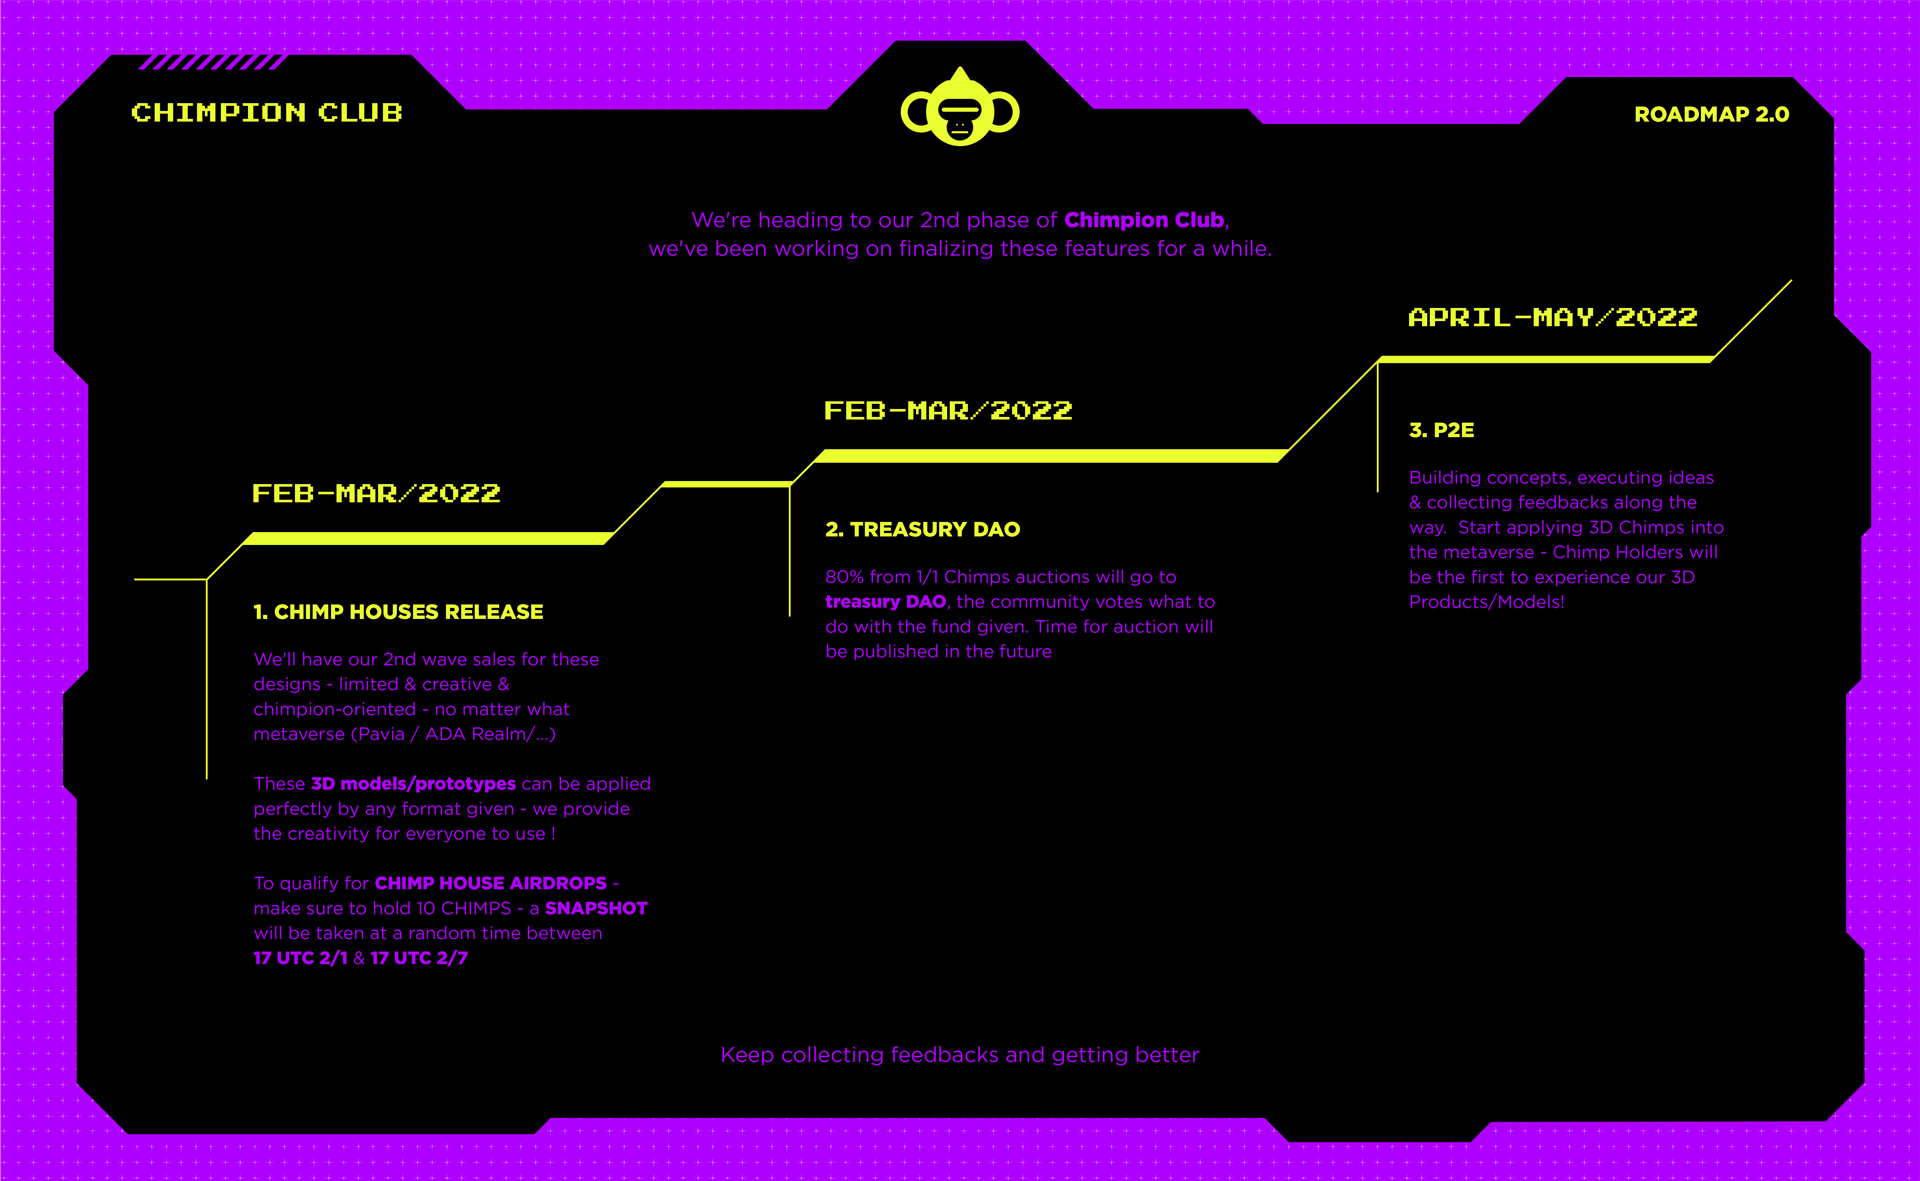 CHIMPION CLUB
ROADMAP 2.0
We're heading to our 2nd phase of Chimpion Club,
we've been working on finalizing these features for a while.
FEB-MAR/2022
1. CHIMP HOUSES RELEASE
We'll have our 2nd wave sales for these
designs - limited & creative &
chimpion-oriented - no matter what
metaverse (Pavia / ADA Realm/...)
These 3D models/prototypes can be applied
perfectly by any format given - we provide
the creativity for everyone to use !
To qualify for CHIMP HOUSE AIRDROPS -
make sure to hold 10 CHIMPS - a SNAPSHOT
will be taken at a random time between
17 UTC 2/1 & 17 UTC 2/7
FEB-MAR/2022
2. TREASURY DAO
80% from 1/1 Chimps auctions will go to
treasury DAO, the community votes what to
do with the fund given. Time for auction will
be published in the future
APRIL-MAY/2022
3. P2E
Building concepts, executing ideas
& collecting feedbacks along the
way.  Start applying 3D Chimps into
the metaverse - Chimp Holders will
be the first to experience our 3D
Products/Models!
Keep collecting feedbacks and getting better